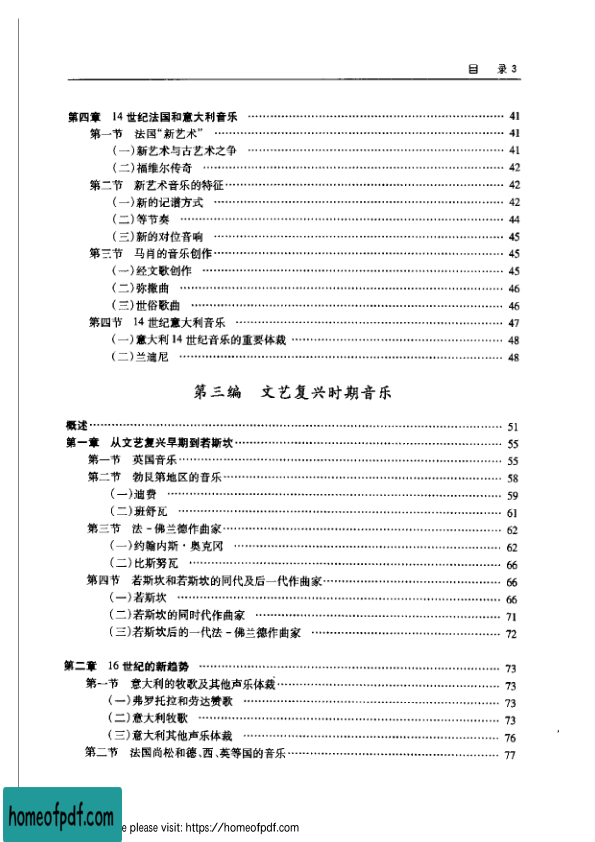 目 录 3
第四章 14 世纪法国和意大利音乐 …… 41
第一节 法国“新艺术” …… 41
(一)新艺术与古艺术之争 …… 41
(二)福维尔传奇 …… 42
第二节 新艺术音乐的特征 …… 42
(一)新的记谱方式 …… 42
(二)等节奏 …… 44
(三)新的对位音响 …… 45
第三节 马肖的音乐创作 …… 45
(一)经文歌创作 …… 45
(二)弥撒曲 …… 46
(三)世俗歌曲 …… 46
第四节 14 世纪意大利音乐 …… 47
(一)意大利 14 世纪音乐的重要体裁 …… 48
(二)兰迪尼 …… 48
第三编 文艺复兴时期音乐
概述 …… 51
第一章 从文艺复兴早期到若斯坎 …… 55
第一节 英国音乐 …… 55
第二节 勃艮第地区的音乐 …… 58
(一)迪费 …… 59
(二)班舒瓦 …… 61
第三节 法－佛兰德作曲家 …… 62
(一)约翰内斯·奥克冈 …… 62
(二)比斯努瓦 …… 66
第四节 若斯坎和若斯坎的同代及后一代作曲家 …… 66
(一)若斯坎 …… 66
(二)若斯坎的同时代作曲家 …… 71
(三)若斯坎后的一代法－佛兰德作曲家 …… 72
第二章 16 世纪的新趋势 …… 73
第一节 意大利的牧歌及其他声乐体裁 …… 73
(一)弗罗托拉和劳达赞歌 …… 73
(二)意大利牧歌 …… 73
(三)意大利其他声乐体裁 …… 76
第二节 法国尚松和德、西、英等国的音乐 …… 77
homeofpdf.com
e please visit: https://homeofpdf.com